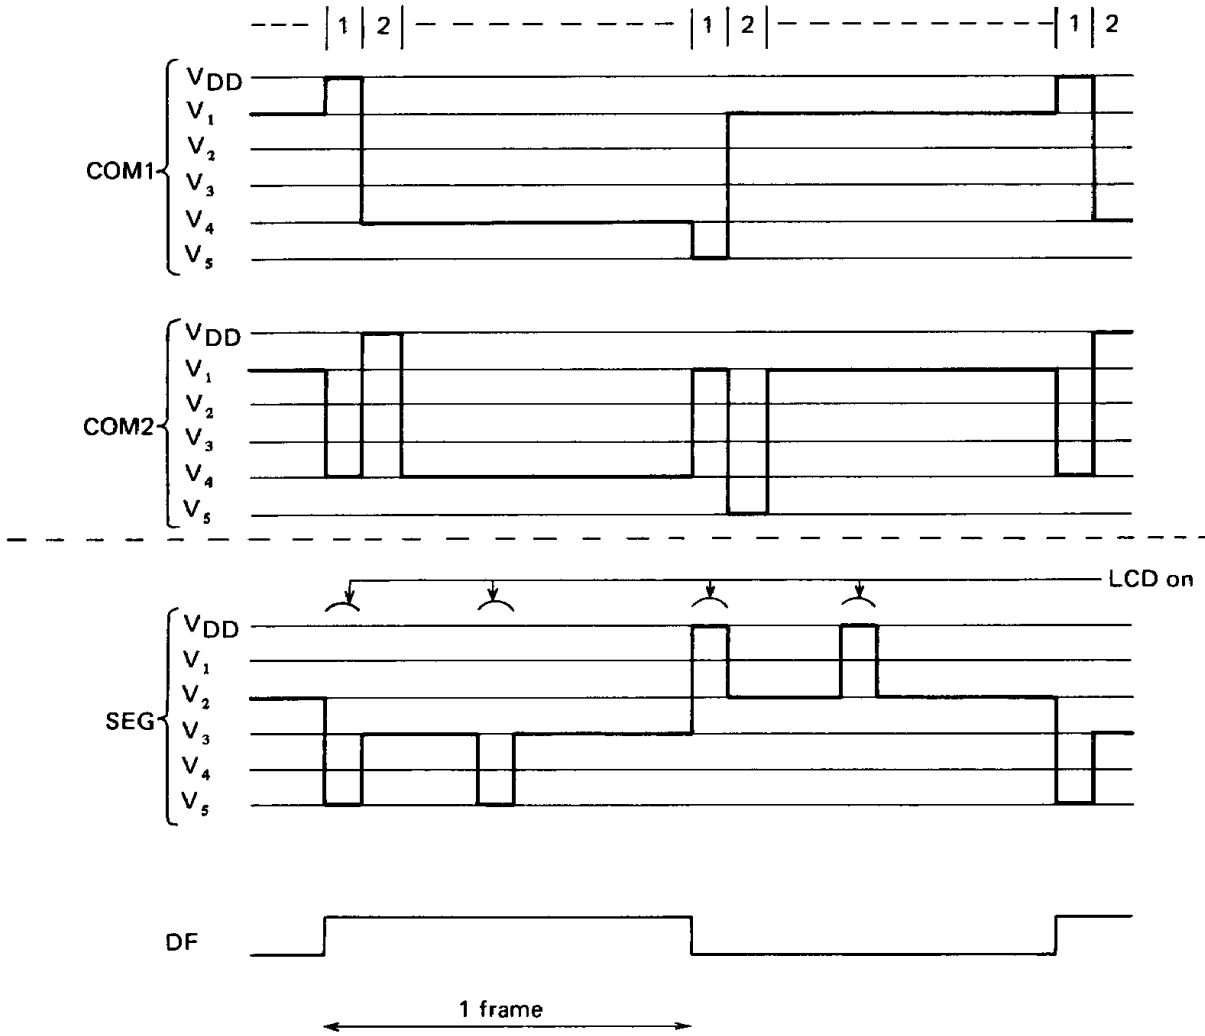 1 2 1 2 1 2
COM1
VDD
V1
V2
V3
V4
V5
COM2
VDD
V1
V2
V3
V4
V5
LCD on
SEG
VDD
V1
V2
V3
V4
V5
DF
1 frame